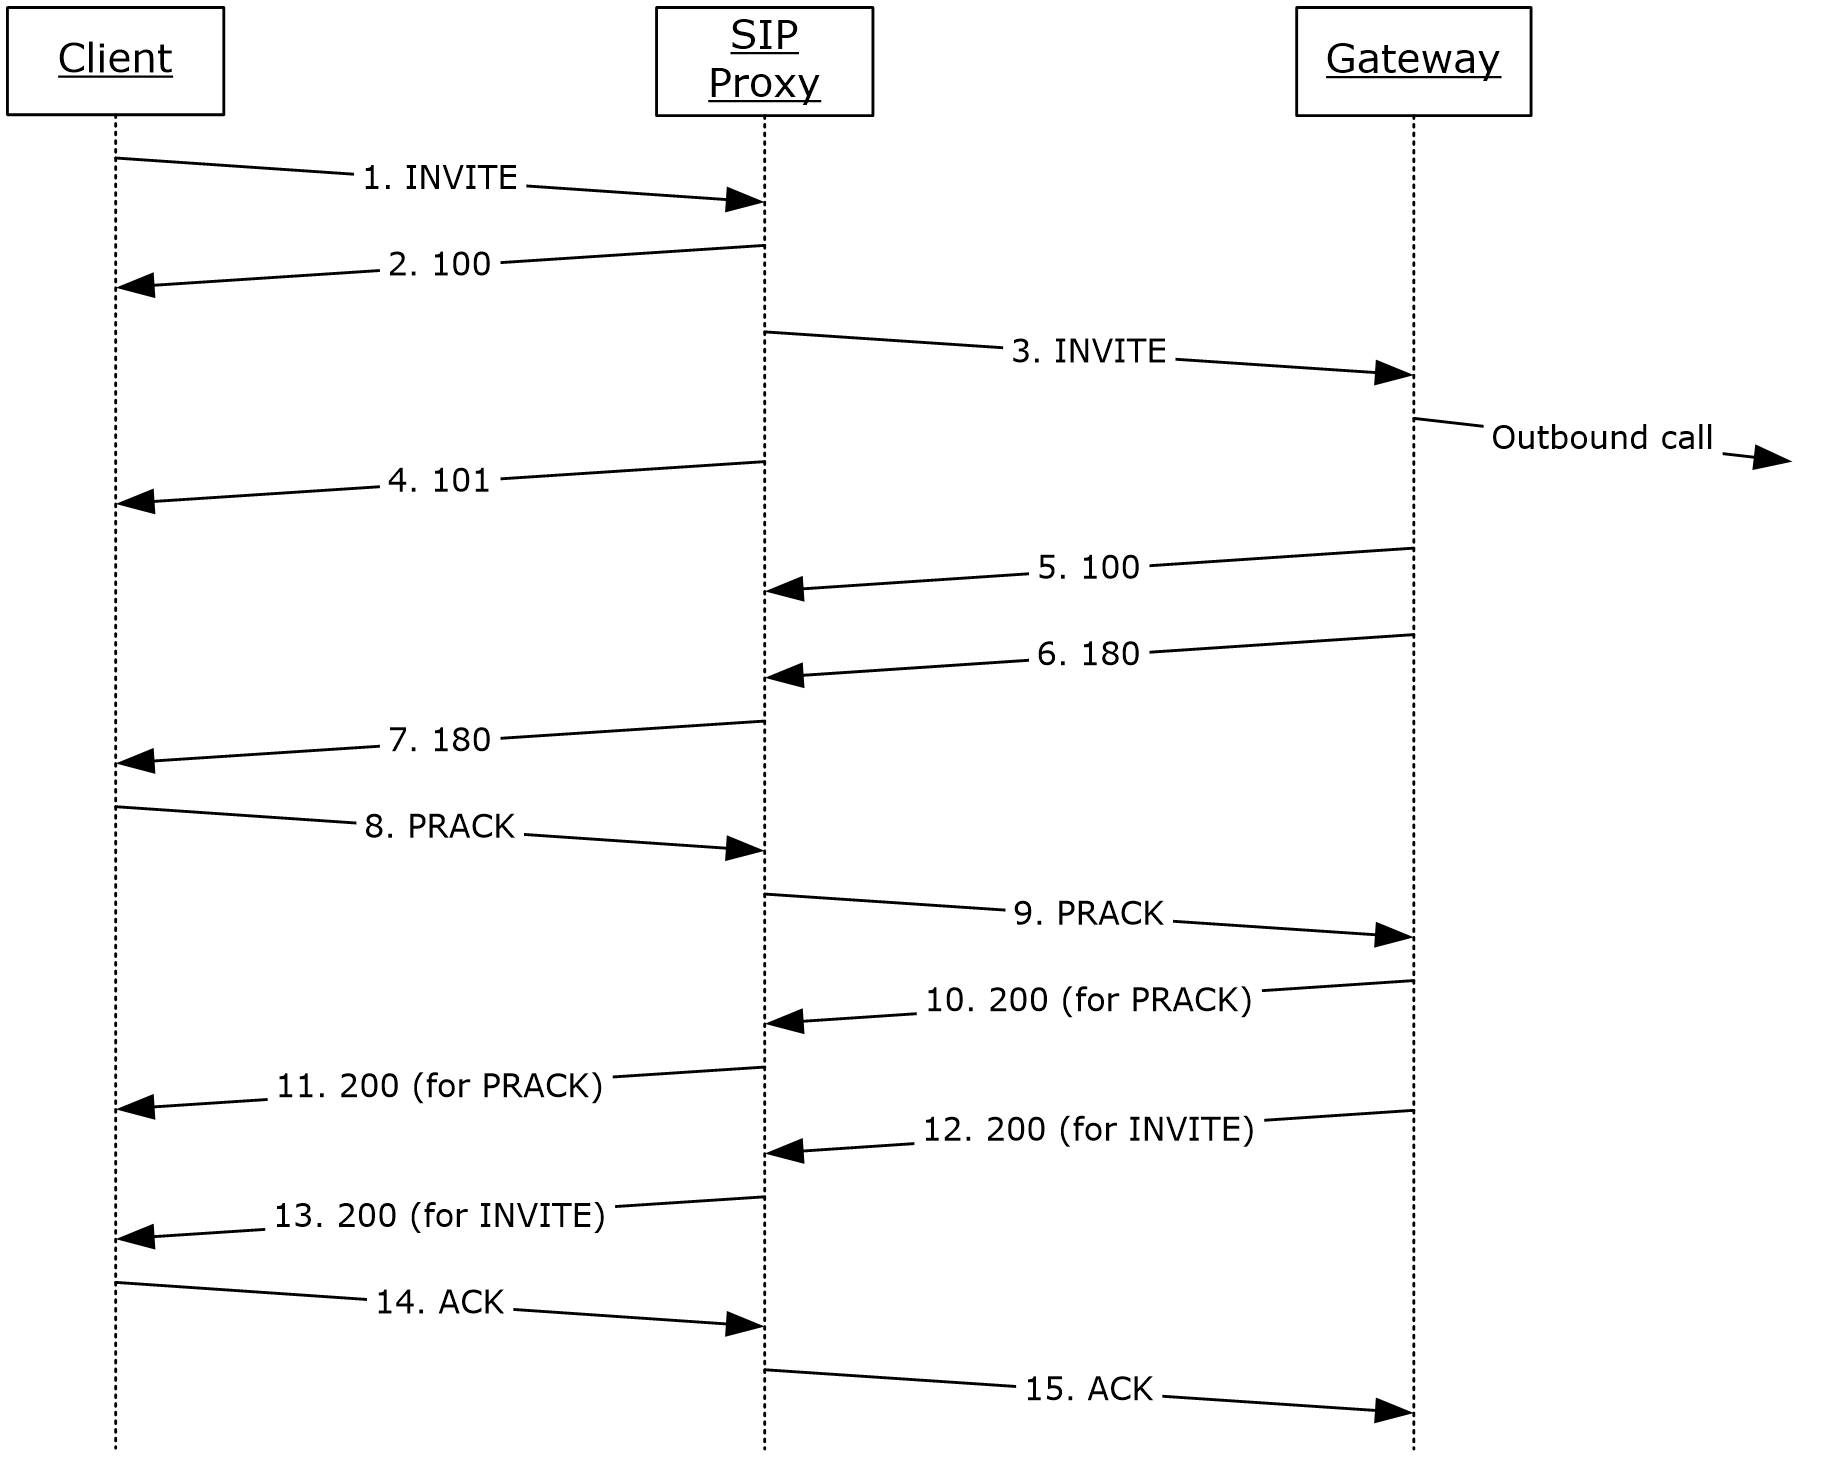 Client
SIP
Proxy
Gateway
1. INVITE
2. 100
3. INVITE
Outbound call
4. 101
5. 100
6. 180
7. 180
8. PRACK
9. PRACK
10. 200 (for PRACK)
11. 200 (for PRACK)
12. 200 (for INVITE)
13. 200 (for INVITE)
14. ACK
15. ACK